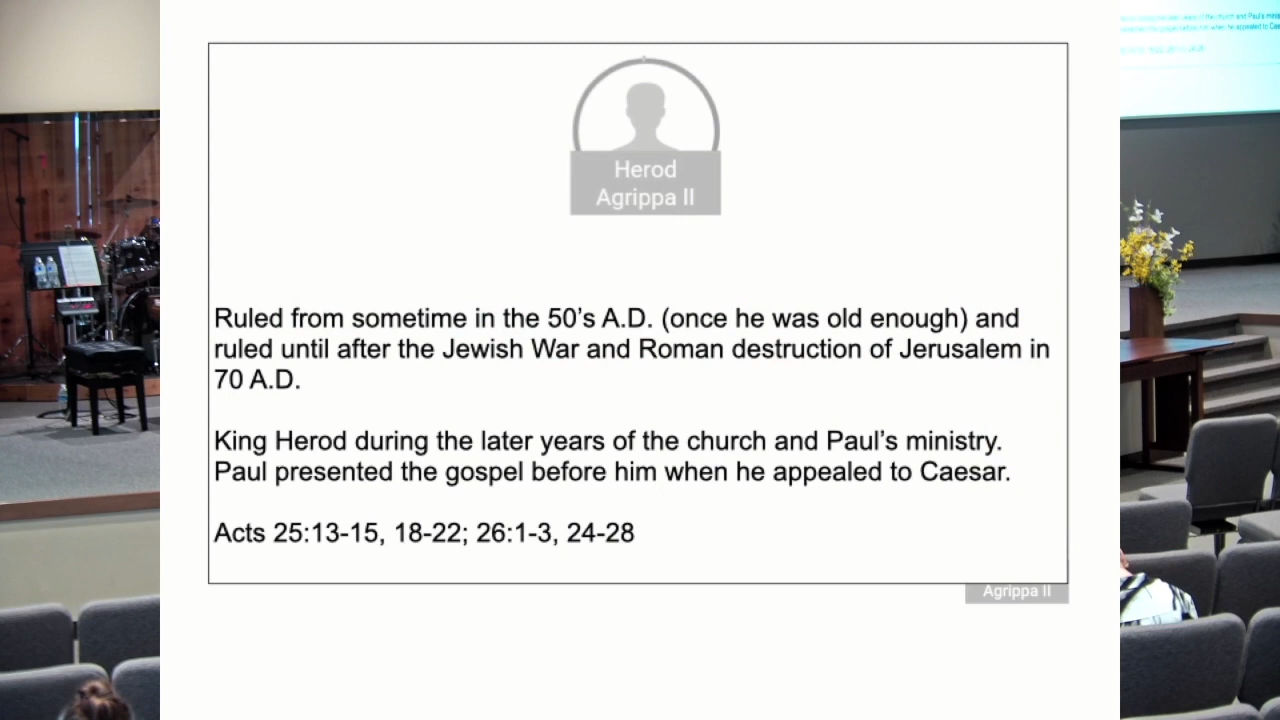 Herod
Agrippa II
Ruled from sometime in the 50's A.D. (once he was old enough) and
ruled until after the Jewish War and Roman destruction of Jerusalem in
70 A.D.
King Herod during the later years of the church and Paul's ministry.
Paul presented the gospel before him when he appealed to Caesar.
Acts 25:13-15, 18-22; 26:1-3, 24-28
Agrippa II